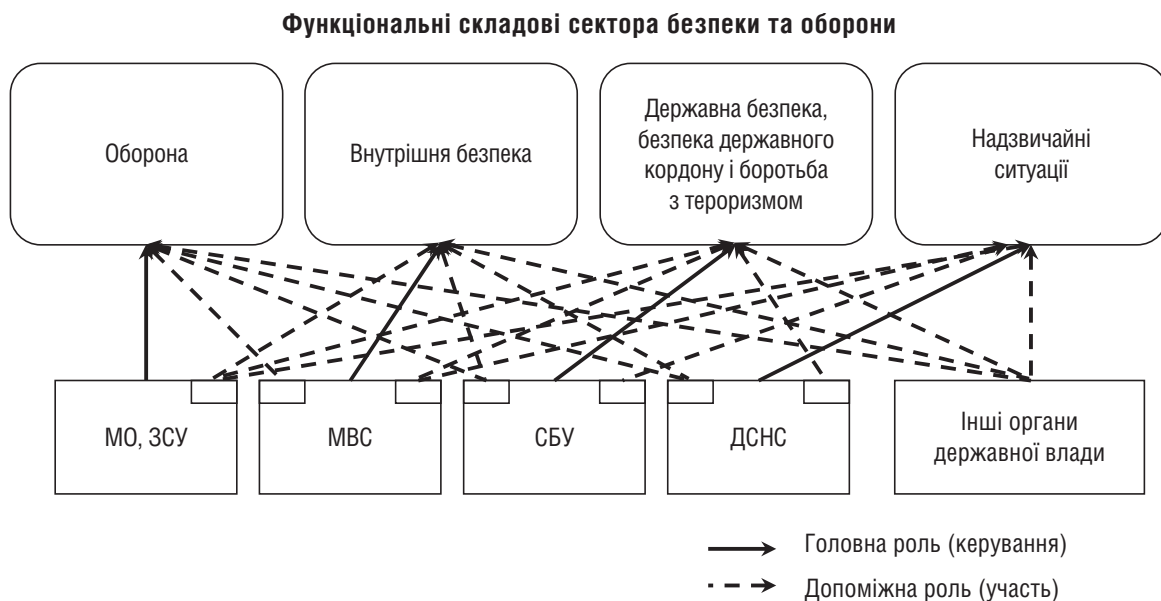 Функціональні складові сектора безпеки та оборони
Оборона
Внутрішня безпека
Державна безпека,
безпека державного
кордону і боротьба
з тероризмом
Надзвичайні
ситуації
МО, ЗСУ
МВС
СБУ
ДСНС
Інші органи
державної влади
Головна роль (керування)
Допоміжна роль (участь)